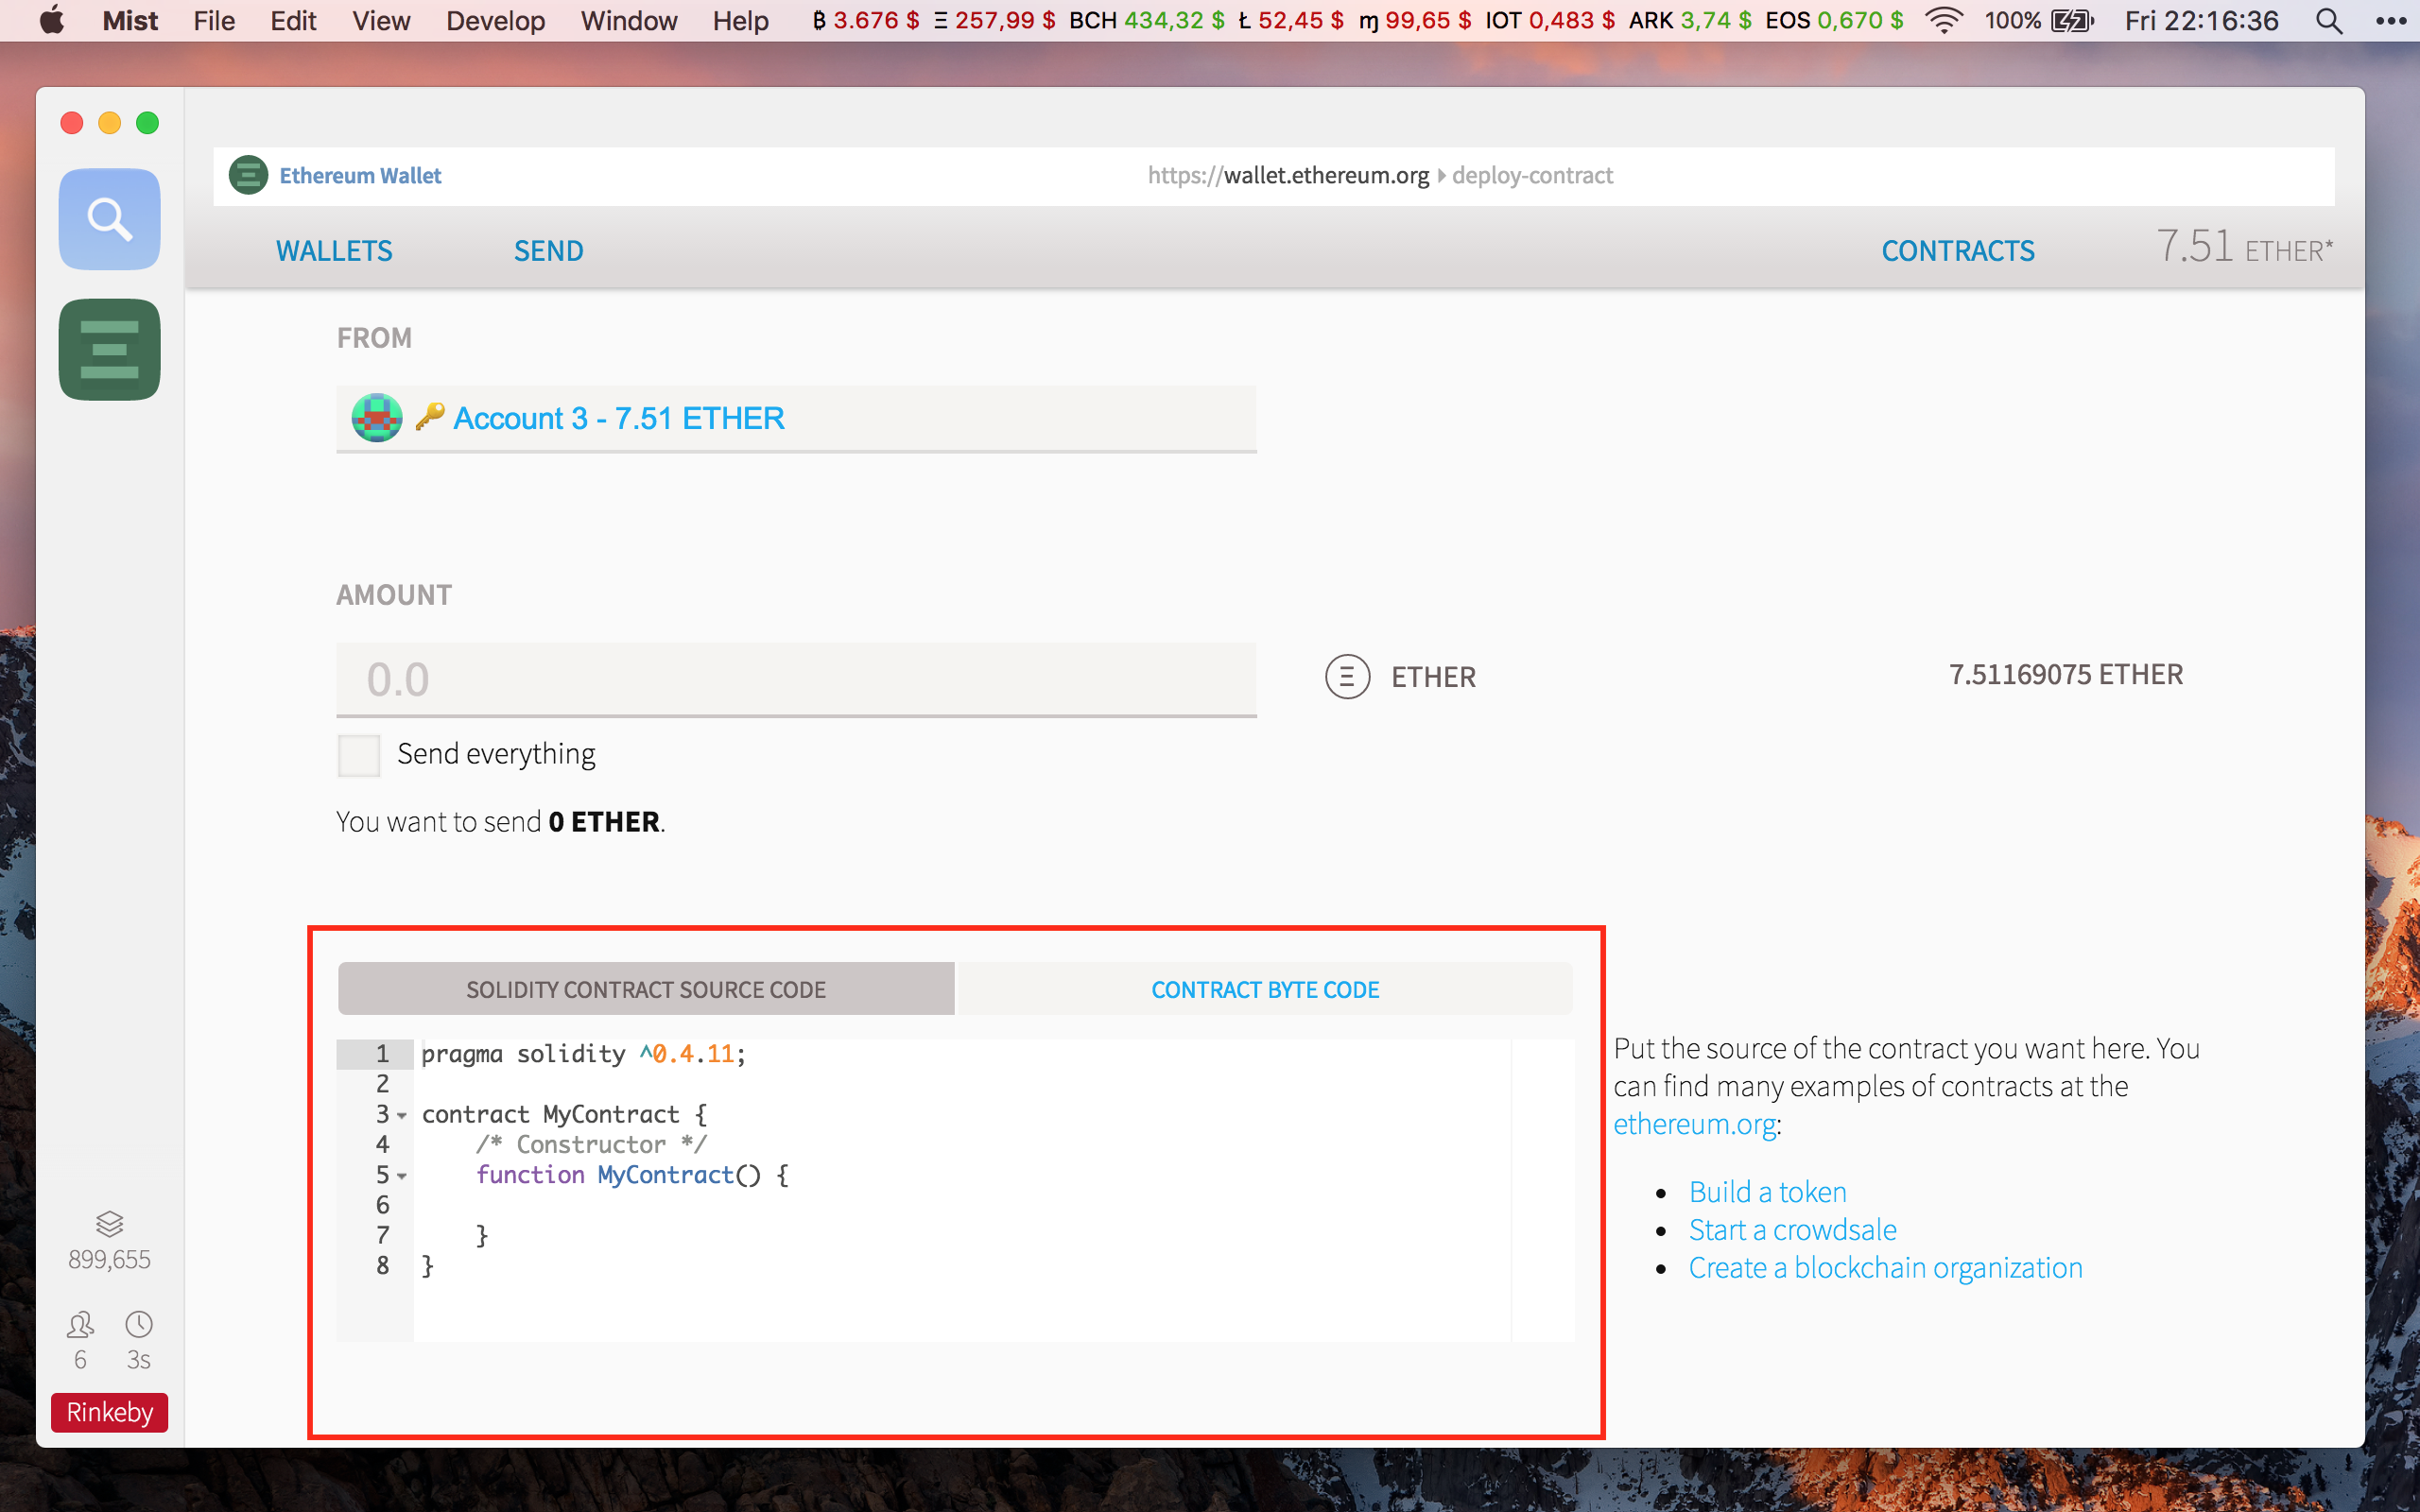 Mist File Edit View Develop Window Help ₿ 3.676 $ Ξ 257,99 $ BCH 434,32 $ Ł 52,45 $ ɱ 99,65 $ IOT 0,483 $ ARK 3,74 $ EOS 0,670 $ 100% Fri 22:16:36
Ethereum Wallet https://wallet.ethereum.org deploy-contract
WALLETS SEND CONTRACTS 7.51 ETHER*
FROM
Account 3 - 7.51 ETHER
AMOUNT
0.0 Ξ ETHER 7.51169075 ETHER
Send everything
You want to send 0 ETHER.
SOLIDITY CONTRACT SOURCE CODE CONTRACT BYTE CODE
1 pragma solidity ^0.4.11;
2
3 contract MyContract {
4 /* Constructor */
5 function MyContract() {
6
7 }
8 }
Put the source of the contract you want here. You
can find many examples of contracts at the
ethereum.org:
• Build a token
• Start a crowdsale
• Create a blockchain organization
899,655
6 3s
Rinkeby